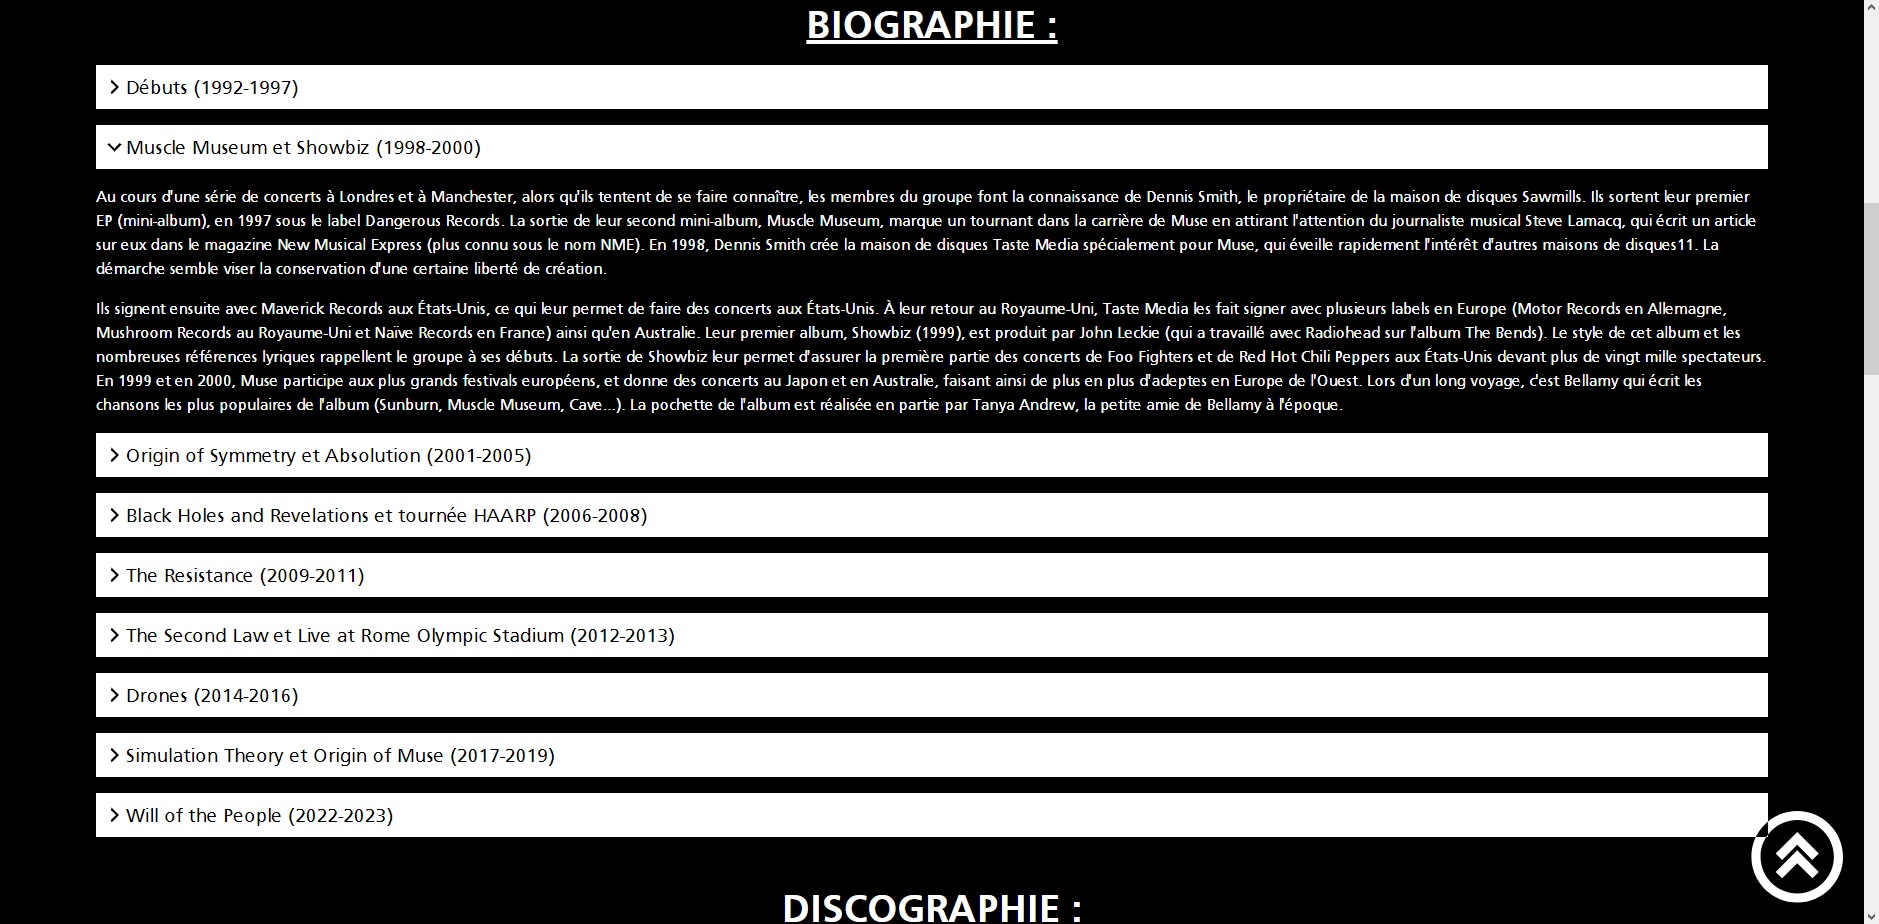 BIOGRAPHIE :
Débuts (1992-1997)
Muscle Museum et Showbiz (1998-2000)
Au cours d'une série de concerts à Londres et à Manchester, alors qu'ils tentent de se faire connaître, les membres du groupe font la connaissance de Dennis Smith, le propriétaire de la maison de disques Sawmills. Ils sortent leur premier
EP (mini-album), en 1997 sous le label Dangerous Records. La sortie de leur second mini-album, Muscle Museum, marque un tournant dans la carrière de Muse en attirant l'attention du journaliste musical Steve Lamacq, qui écrit un article
sur eux dans le magazine New Musical Express (plus connu sous le nom NME). En 1998, Dennis Smith crée la maison de disques Taste Media spécialement pour Muse, qui éveille rapidement l'intérêt d'autres maisons de disques11. La
démarche semble viser la conservation d'une certaine liberté de création.
Ils signent ensuite avec Maverick Records aux États-Unis, ce qui leur permet de faire des concerts aux États-Unis. À leur retour au Royaume-Uni, Taste Media les fait signer avec plusieurs labels en Europe (Motor Records en Allemagne,
Mushroom Records au Royaume-Uni et Naïve Records en France) ainsi qu'en Australie. Leur premier album, Showbiz (1999), est produit par John Leckie (qui a travaillé avec Radiohead sur l'album The Bends). Le style de cet album et les
nombreuses références lyriques rappellent le groupe à ses débuts. La sortie de Showbiz leur permet d'assurer la première partie des concerts de Foo Fighters et de Red Hot Chili Peppers aux États-Unis devant plus de vingt mille spectateurs.
En 1999 et en 2000, Muse participe aux plus grands festivals européens, et donne des concerts au Japon et en Australie, faisant ainsi de plus en plus d'adeptes en Europe de l'Ouest. Lors d'un long voyage, c'est Bellamy qui écrit les
chansons les plus populaires de l'album (Sunburn, Muscle Museum, Cave...). La pochette de l'album est réalisée en partie par Tanya Andrew, la petite amie de Bellamy à l'époque.
Origin of Symmetry et Absolution (2001-2005)
Black Holes and Revelations et tournée HAARP (2006-2008)
The Resistance (2009-2011)
The Second Law et Live at Rome Olympic Stadium (2012-2013)
Drones (2014-2016)
Simulation Theory et Origin of Muse (2017-2019)
Will of the People (2022-2023)
DISCOGRAPHIE :